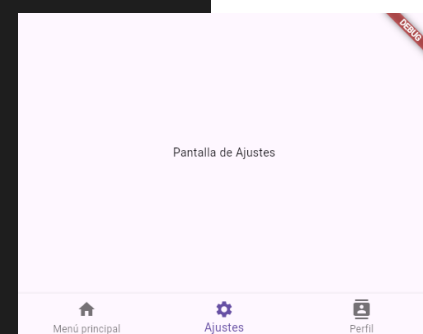 DEBUG
Pantalla de Ajustes
Menú principal
Ajustes
Perfil